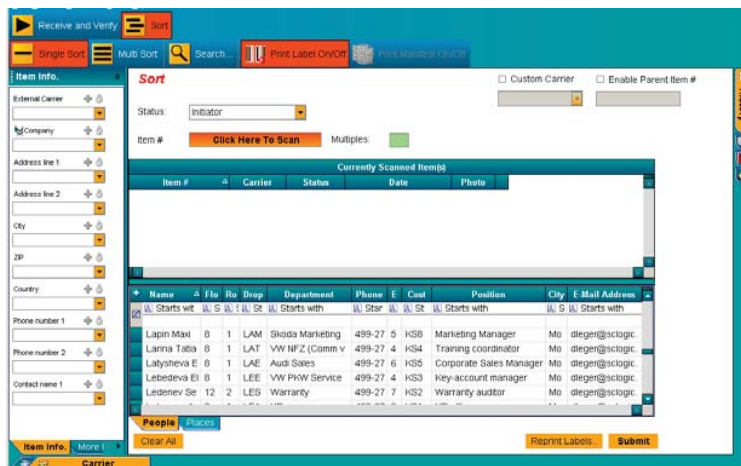 Receive and Verify Sort
Single Sort Multi Sort Search... Print Label On/Off Print Manifest On/Off
Item Info.
Sort
Custom Carrier Enable Parent Item #
External Carrier
Status: Initiator
Company
Item # Click Here To Scan Multiples:
Address line 1
Currently Scanned Item(s)
Item # Carrier Status Date Photo
Address line 2
City
ZIP
Country
Name Flo Ro Drop Department Phone E Cost Position City E-Mail Address
Starts wit S St Starts with Star St Starts with S Starts with
Phone number 1
Lapin Maxi 8 1 LAM Skoda Marketing 499-27 5 KS8 Marketing Manager Mo dleger@sclogic.
Larina Tatia 8 1 LAT VW NFZ (Comm v 499-27 4 KS4 Training coordinator Mo dleger@sclogic.
Phone number 2
Latysheva E 8 1 LAE Audi Sales 499-27 6 KS5 Corporate Sales Manager Mo dleger@sclogic.
Lebedeva El 8 1 LEE VW PKW Service 499-27 4 KS3 Key-account manager Mo dleger@sclogic.
Contact name 1
Ledenev Se 12 2 LES Warranty 499-27 7 KS2 Warranty auditor Mo dleger@sclogic.
People Places
Item Info. More I Clear All Reprint Labels... Submit
Carrier